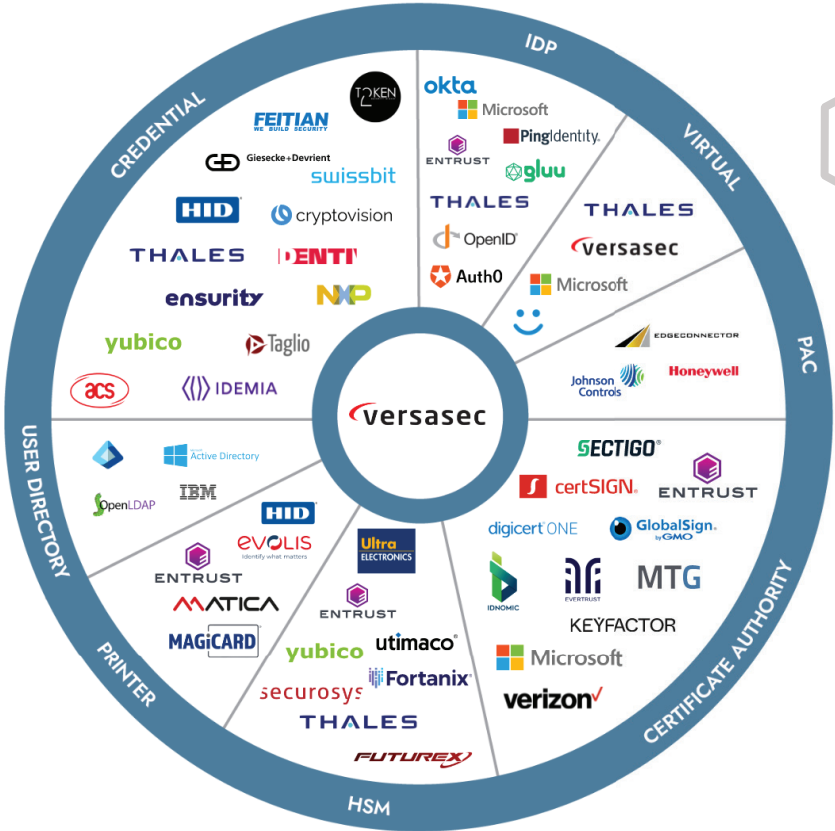 IDP
okta
Microsoft
PingIdentity.
ENTRUST
gluu
THALES
OpenID®
Auth0
VIRTUAL
THALES
versasec
Microsoft
PAC
EDGECONNECTOR
Johnson
Controls
Honeywell
CERTIFICATE AUTHORITY
SECTIGO®
ENTRUST
certSIGN.
digicert® ONE
GlobalSign.
by GMO
IDNOMIC
EVERTRUST
MTG
KEYFACTOR
Microsoft
verizon✓
HSM
Ultra
ELECTRONICS
ENTRUST
yubico
utimaco®
Fortanix®
securosys
THALES
FUTUREX
PRINTER
HID
EVOLIS
Identify what matters
ENTRUST
MATICA
MAGiCARD
USER DIRECTORY
Active Directory
OpenLDAP
IBM
CREDENTIAL
TOKEN
2
FEITIAN
WE BUILD SECURITY
GD
Giesecke+Devrient
swissbit
HID
cryptovision
THALES
IDENTIV
ensurity
NXP
yubico
Taglio
acs
IDEMIA
versasec